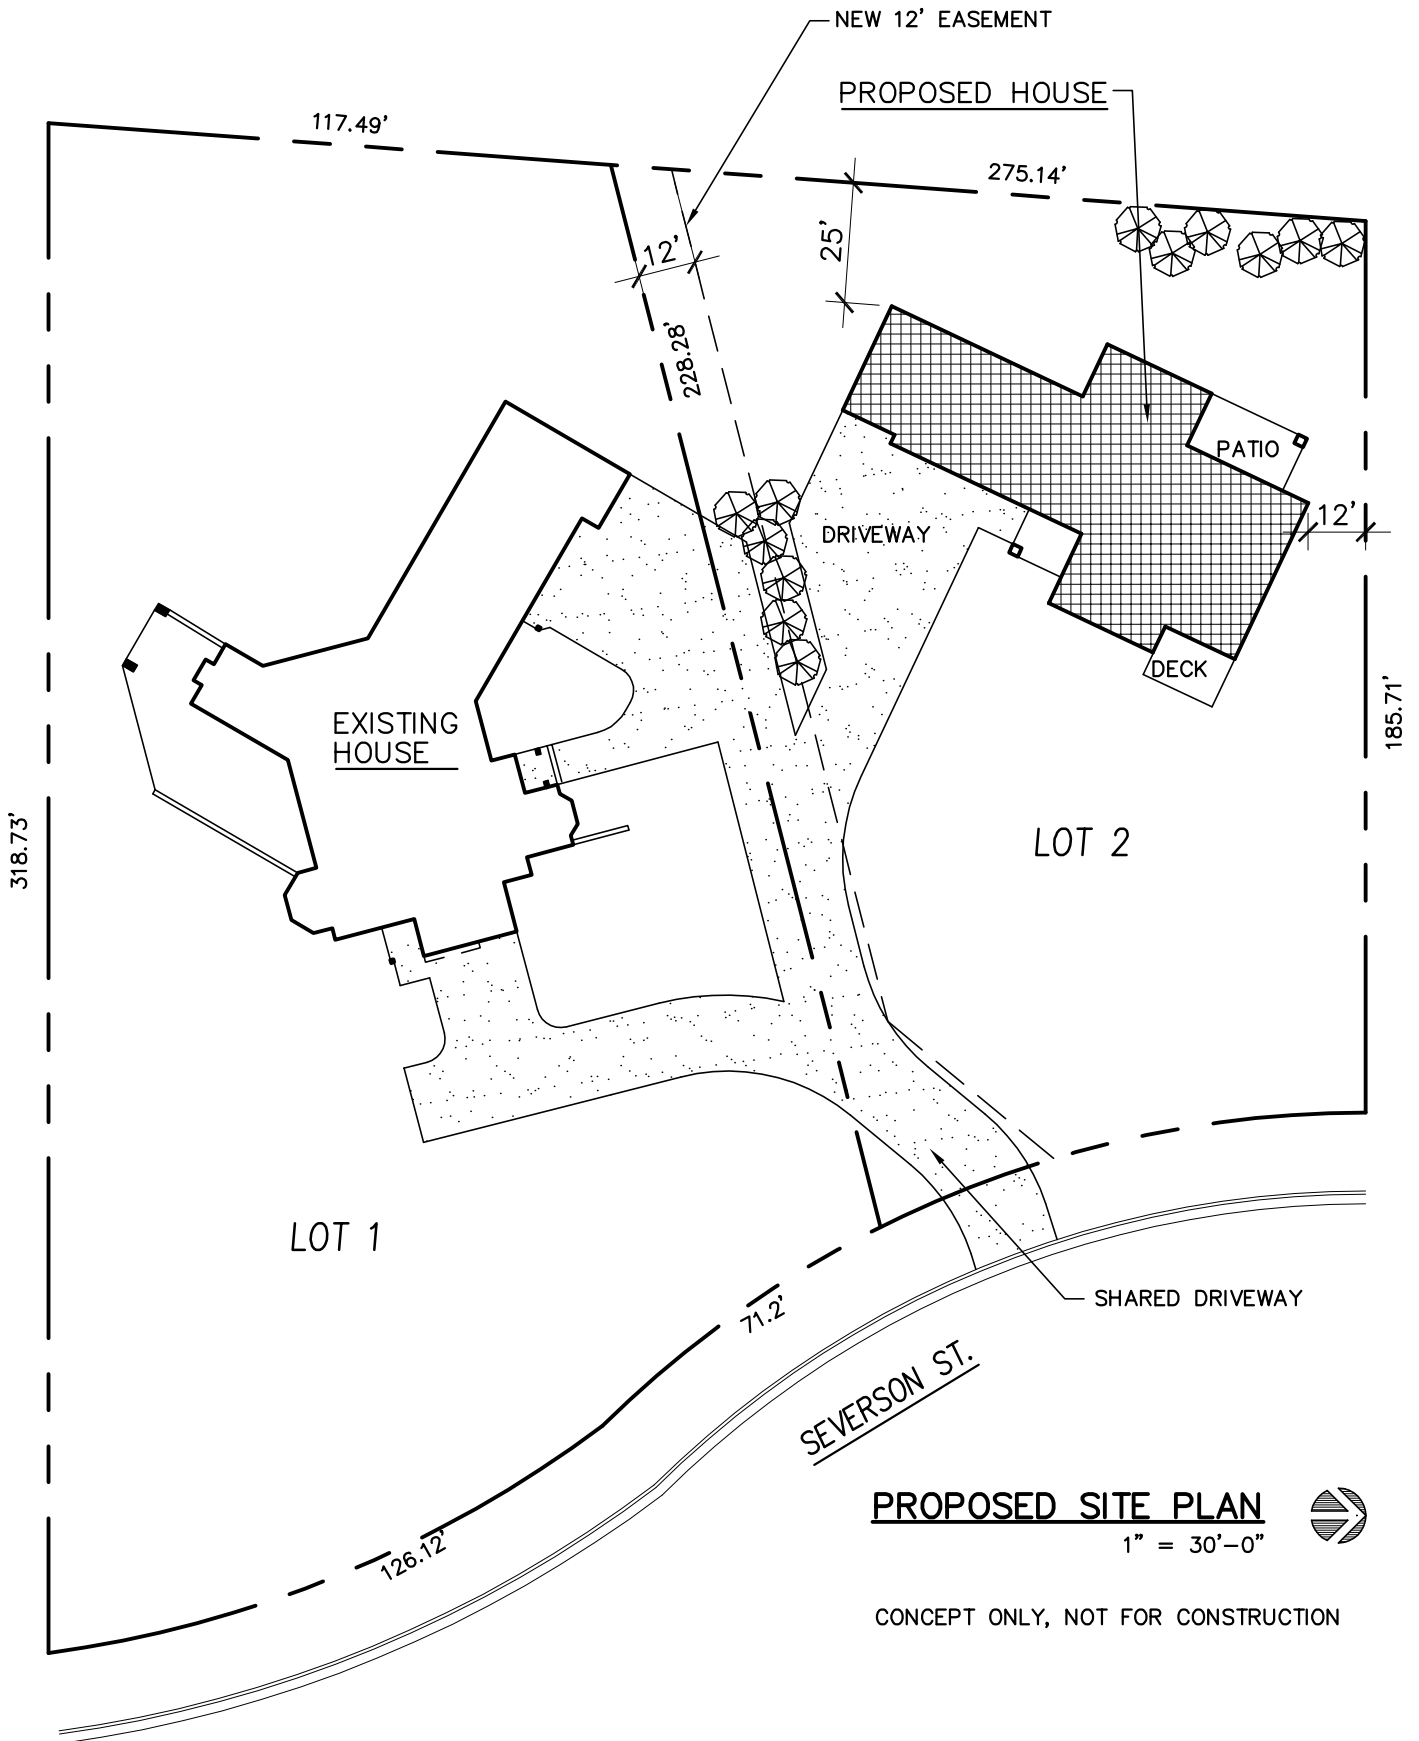 NEW 12' EASEMENT
PROPOSED HOUSE
117.49'
275.14'
25'
12'
228.28'
PATIO
12'
DRIVEWAY
DECK
185.71'
EXISTING
HOUSE
318.73'
LOT 2
LOT 1
SHARED DRIVEWAY
71.2'
SEVERSON ST.
126.12'
PROPOSED SITE PLAN
1" = 30'-0"
CONCEPT ONLY, NOT FOR CONSTRUCTION